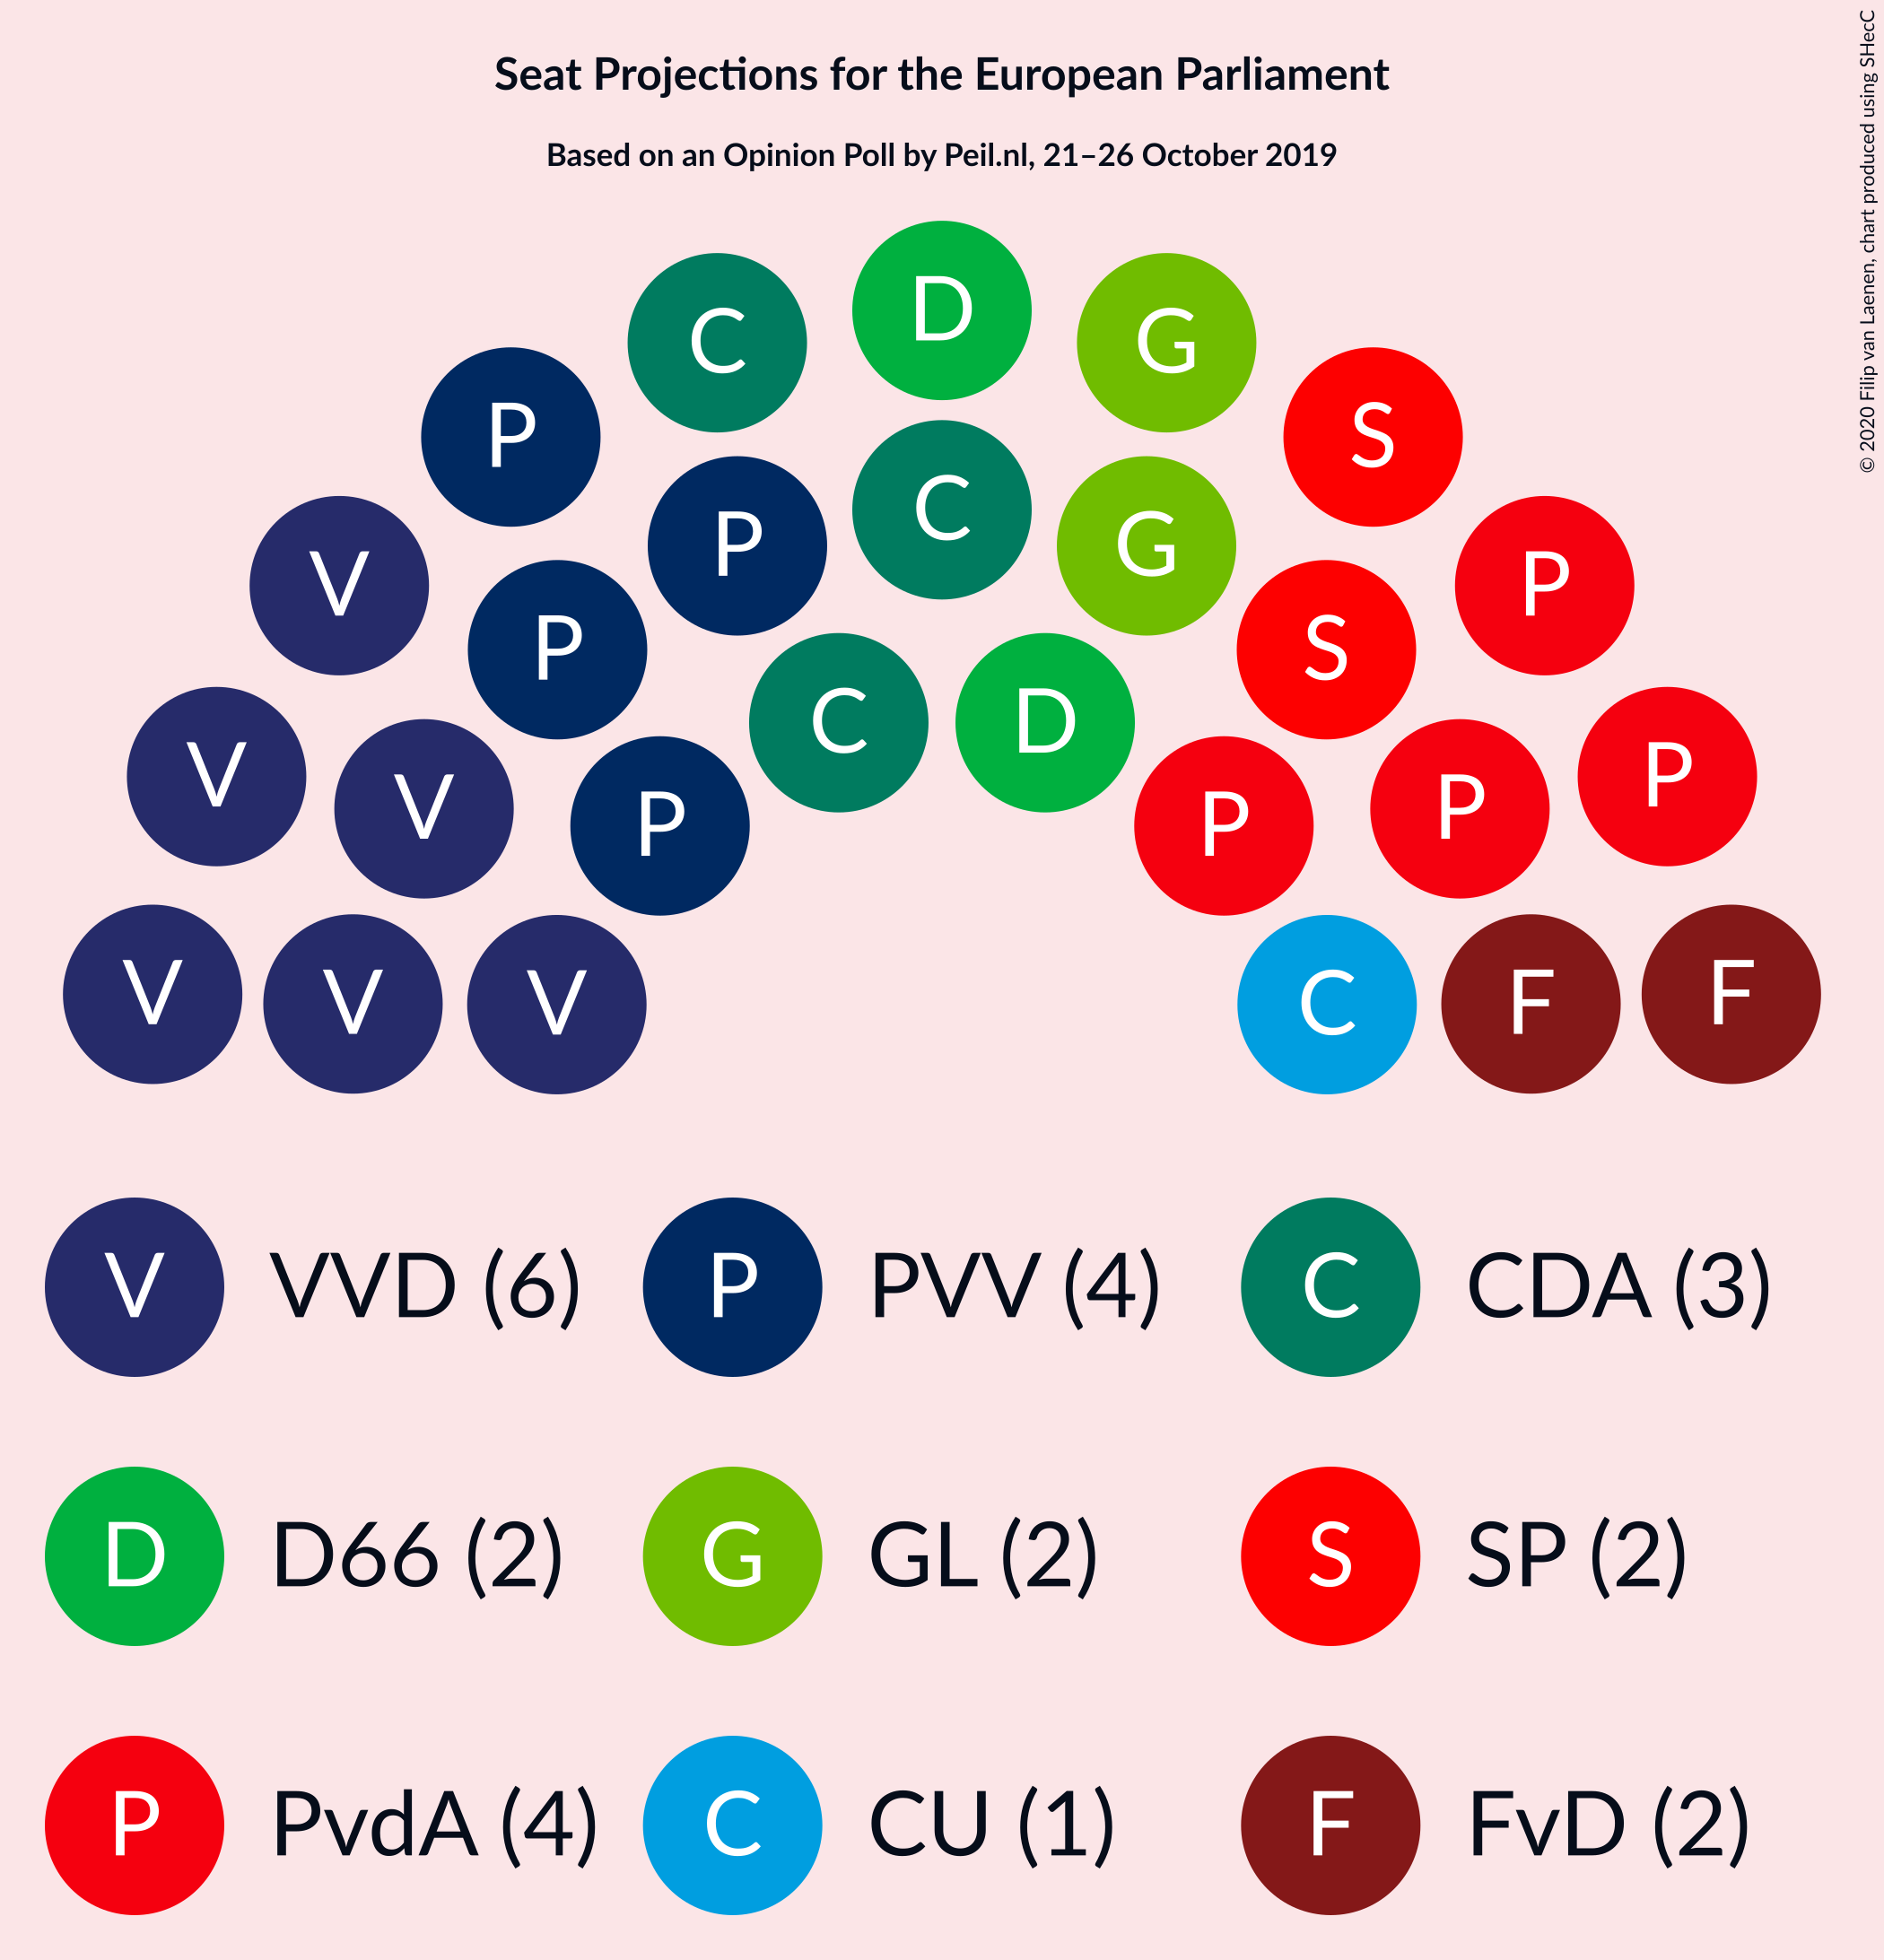 Seat Projections for the European Parliament
Based on an Opinion Poll by Peil.nl, 21–26 October 2019
© 2020 Filip van Laenen, chart produced using SHecC
D
C G
P S
C
P G
V P
P S
C D
V P
V P
P P
V F
V V C F
V VVD (6) P PVV (4) C CDA (3)
D D66 (2) G GL (2) S SP (2)
P PvdA (4) C CU (1) F FvD (2)